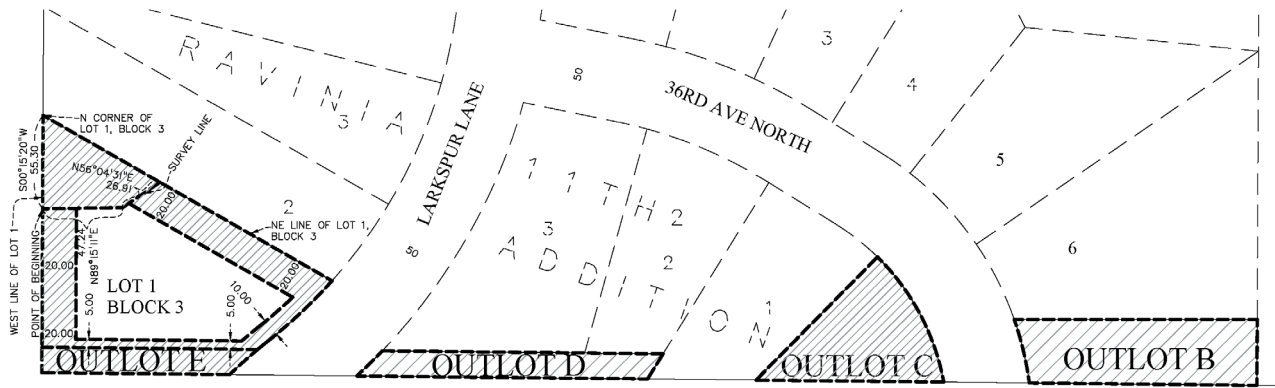 RAVINIA
3
N CORNER OF
LOT 1, BLOCK 3
SURVEY LINE
S00°15'20"W
55.30
N56°04'31"E
26.91
20.00
2
NE LINE OF LOT 1,
BLOCK 3
WEST LINE OF LOT 1
POINT OF BEGINNING
47.24
N89°15'11"E
20.00
20.00
20.00
LOT 1
BLOCK 3
5.00
5.00
10.00
OUTLOT E
LARKSPUR LANE
50
50
36RD AVE NORTH
3
4
5
6
11TH
2
3
2
1
ADDITION
OUTLOT D
OUTLOT C
OUTLOT B